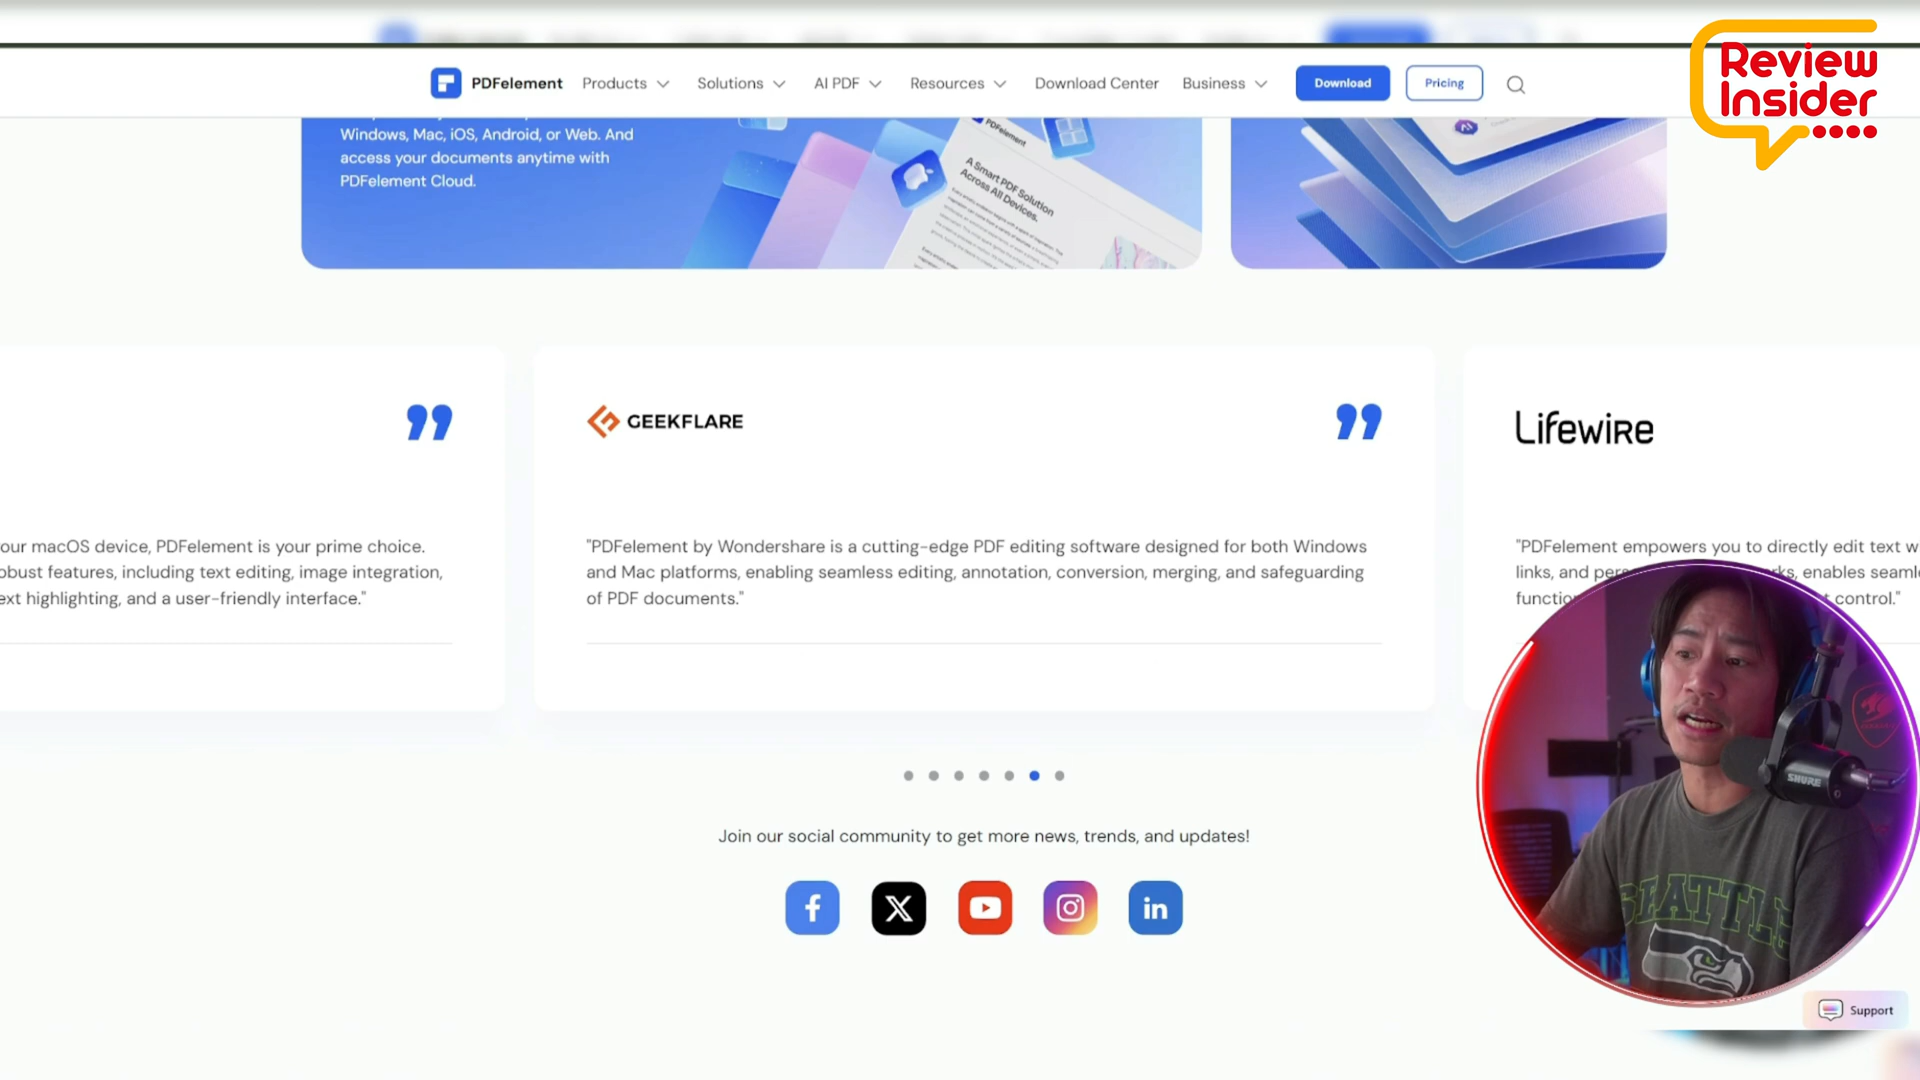 PDFelement Products Solutions AI PDF Resources Download Center Business Download Pricing
Review
Insider
Windows, Mac, iOS, Android, or Web. And
access your documents anytime with
PDFelement Cloud.
PDFelement
A Smart PDF Solution
Across All Devices.
our macOS device, PDFelement is your prime choice.
obust features, including text editing, image integration,
ext highlighting, and a user-friendly interface."
GEEKFLARE
"PDFelement by Wondershare is a cutting-edge PDF editing software designed for both Windows
and Mac platforms, enabling seamless editing, annotation, conversion, merging, and safeguarding
of PDF documents."
Lifewire
"PDFelement empowers you to directly edit text w
links, and per ks, enables seaml
functio control."
Join our social community to get more news, trends, and updates!
SHURE
SEATTLE
Support